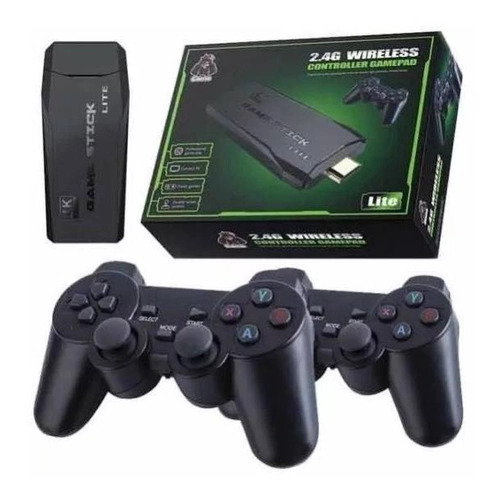 2.4G WIRELESS
CONTROLLER GAMEPAD
GAME STICK
LITE
K
GAME STICK
LITE
Lite
2.4G WIRELESS
CONTROLLER GAMEPAD
SELECT
START
MODE
Y
X
B
A
SELECT
START
MODE
Y
X
B
A